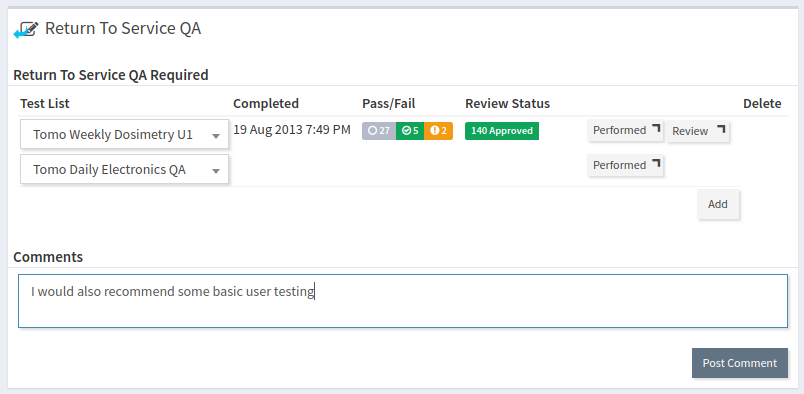 Return To Service QA
Return To Service QA Required
Test List Completed Pass/Fail Review Status Delete
Tomo Weekly Dosimetry U1 19 Aug 2013 7:49 PM 27 5 2 140 Approved Performed Review
Tomo Daily Electronics QA Performed
Add
Comments
I would also recommend some basic user testing
Post Comment